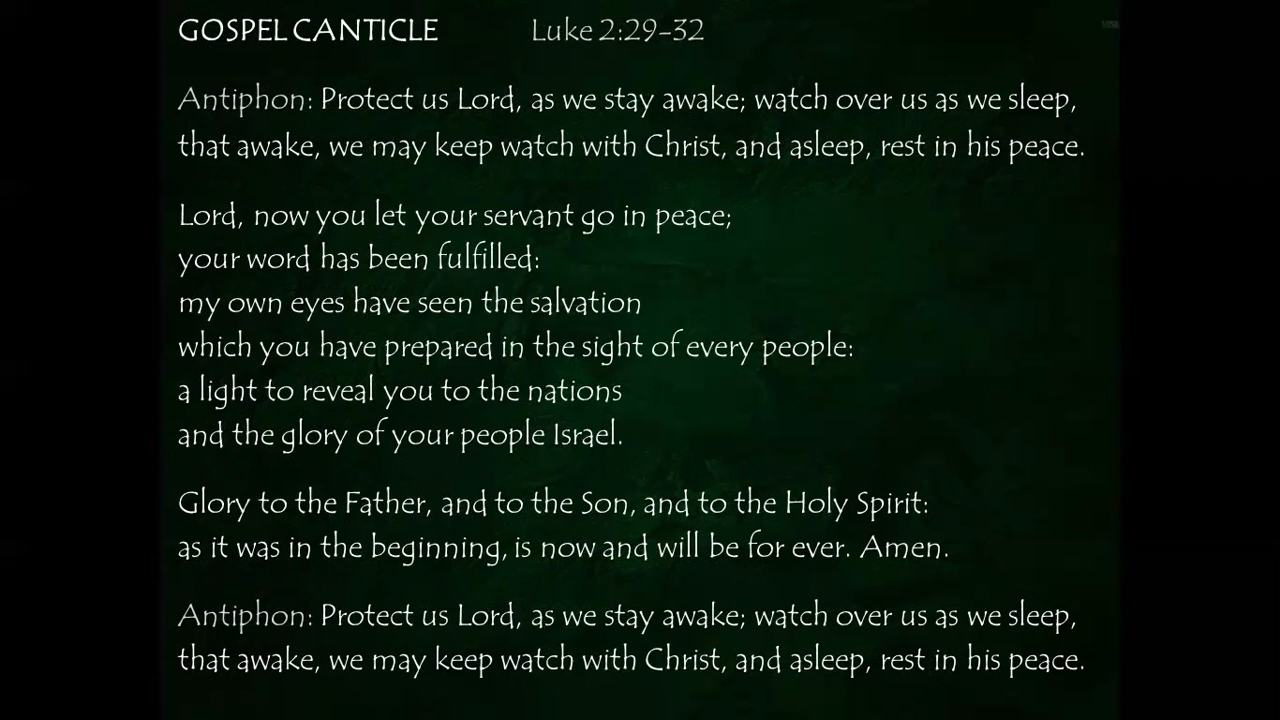 GOSPEL CANTICLE Luke 2:29-32
Antiphon: Protect us Lord, as we stay awake; watch over us as we sleep,
that awake, we may keep watch with Christ, and asleep, rest in his peace.
Lord, now you let your servant go in peace;
your word has been fulfilled:
my own eyes have seen the salvation
which you have prepared in the sight of every people:
a light to reveal you to the nations
and the glory of your people Israel.
Glory to the Father, and to the Son, and to the Holy Spirit:
as it was in the beginning, is now and will be for ever. Amen.
Antiphon: Protect us Lord, as we stay awake; watch over us as we sleep,
that awake, we may keep watch with Christ, and asleep, rest in his peace.